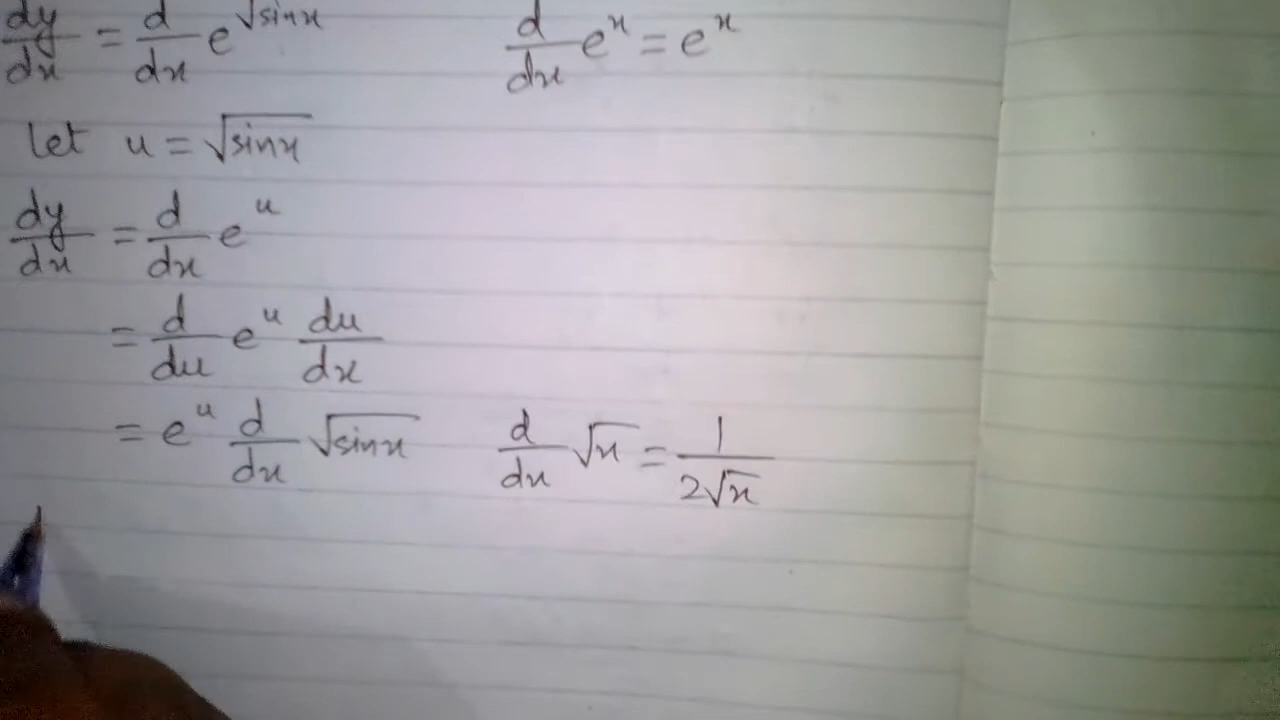 dy/dx = d/dx e^√sinx d/dx e^x = e^x
let u = √sinx
dy/dx = d/dx e^u
= d/du e^u du/dx
= e^u d/dx √sinx d/dx √x = 1/2√x